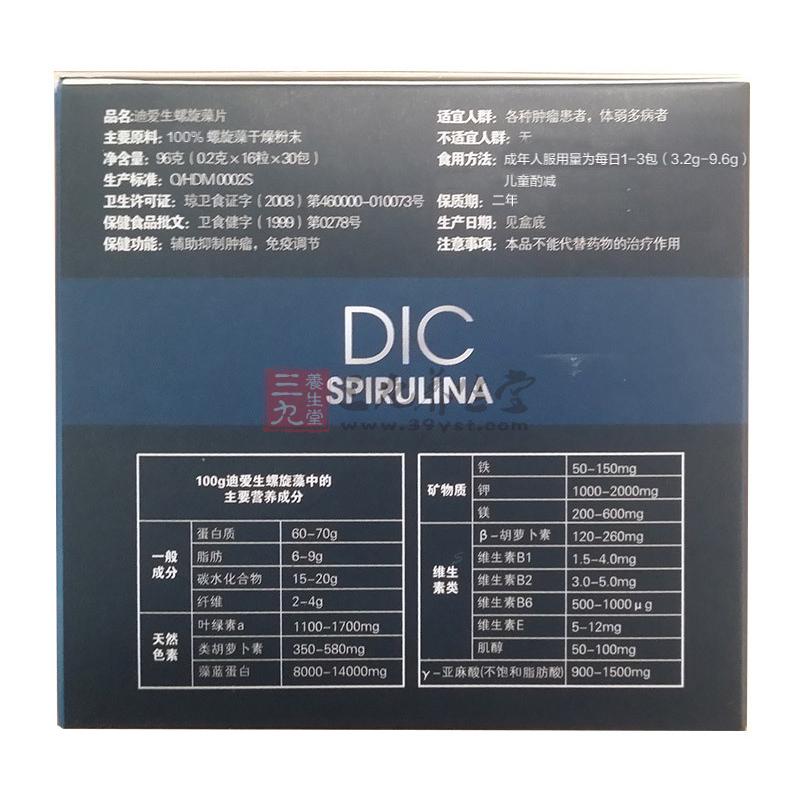 品名:迪爱生螺旋藻片
主要原料: 100% 螺旋藻干燥粉末
净含量: 96克(0.2克×16粒×30包)
生产标准: Q/HDM0002S
卫生许可证: 琼卫食证字(2008)第460000-010073号
保健食品批文: 卫食健字(1999)第0278号
保健功能: 辅助抑制肿瘤, 免疫调节
适宜人群: 各种肿瘤患者, 体弱多病者
不适宜人群: 无
食用方法: 成年人服用量为每日1-3包(3.2g-9.6g)
儿童酌减
保质期: 二年
生产日期: 见盒底
注意事项: 本品不能代替药物的治疗作用
DIC
SPIRULINA
三九
養生堂
www.39yst.com
100g迪爱生螺旋藻中的
主要营养成分
一般成分
蛋白质 60-70g
脂肪 6-9g
碳水化合物 15-20g
纤维 2-4g
天然色素
叶绿素a 1100-1700mg
类胡萝卜素 350-580mg
藻蓝蛋白 8000-14000mg
矿物质
铁 50-150mg
钾 1000-2000mg
镁 200-600mg
维生素类
β-胡萝卜素 120-260mg
维生素B1 1.5-4.0mg
维生素B2 3.0-5.0mg
维生素B6 500-1000μg
维生素E 5-12mg
肌醇 50-100mg
γ-亚麻酸(不饱和脂肪酸) 900-1500mg